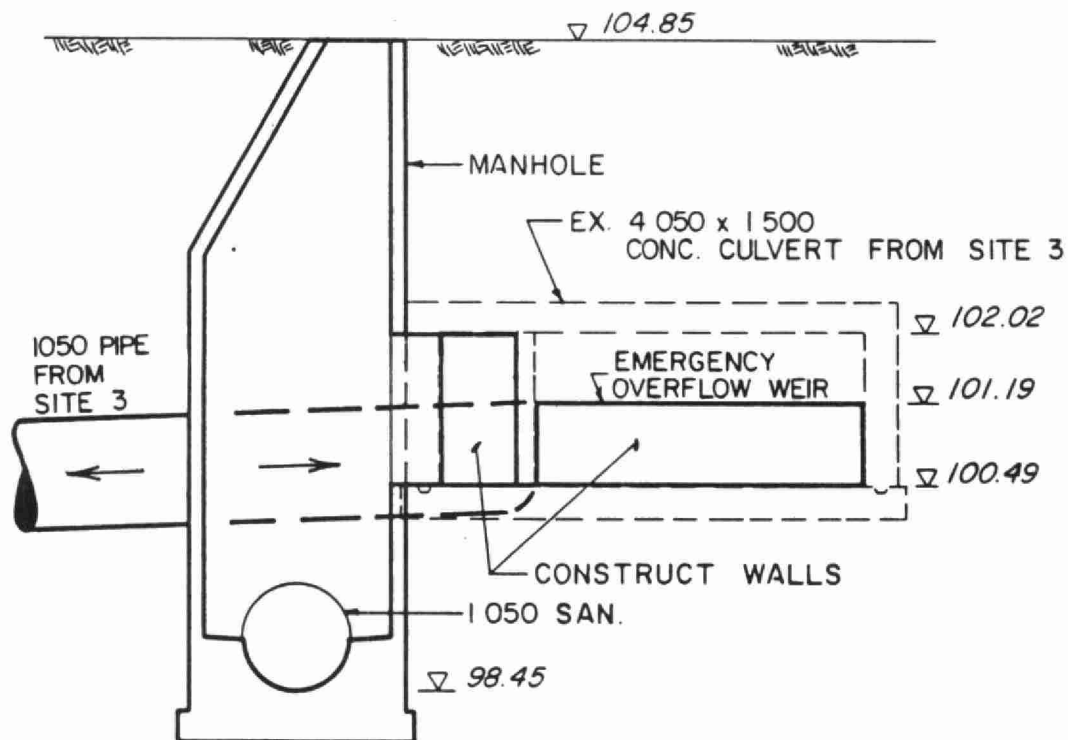 104.85
MANHOLE
EX. 4 050 x 1 500
CONC. CULVERT FROM SITE 3
102.02
1050 PIPE
FROM
SITE 3
EMERGENCY
OVERFLOW WEIR
101.19
100.49
CONSTRUCT WALLS
1 050 SAN.
98.45